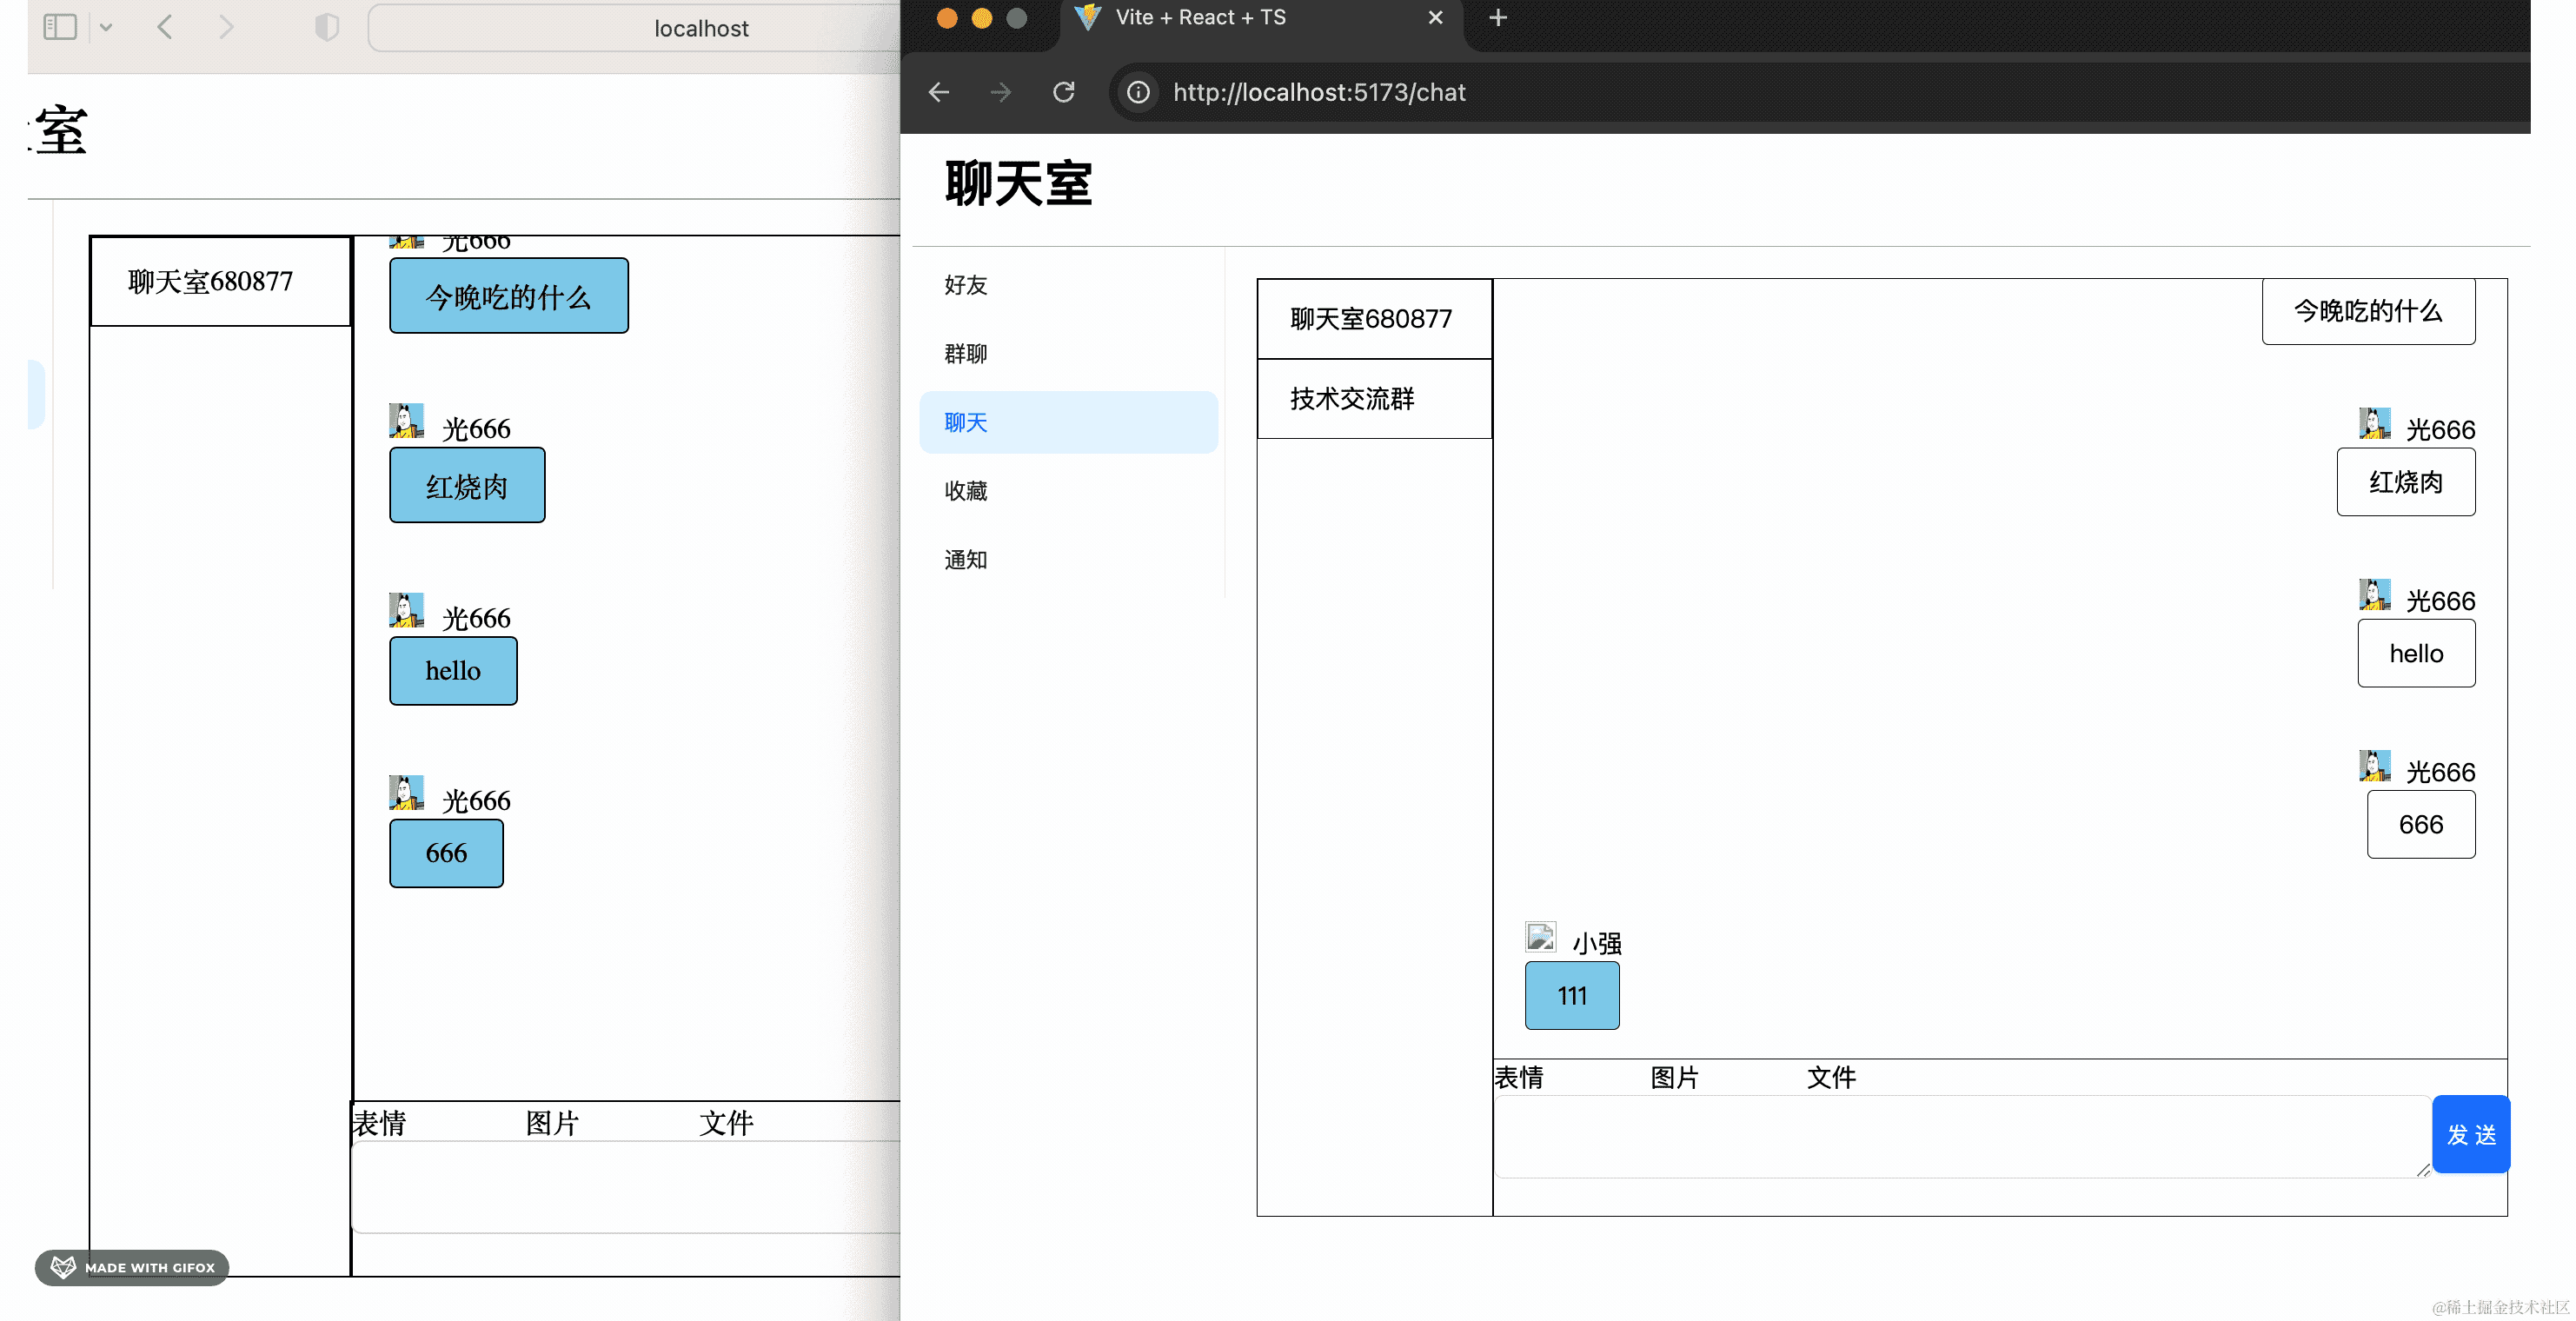 localhost
室
聊天室680877
光666
今晚吃的什么
光666
红烧肉
光666
hello
光666
666
表情 图片 文件
MADE WITH GIFOX
Vite + React + TS
http://localhost:5173/chat
聊天室
好友
群聊
聊天
收藏
通知
聊天室680877
技术交流群
今晚吃的什么
光666
红烧肉
光666
hello
光666
666
小强
111
表情 图片 文件
发 送
@稀土掘金技术社区